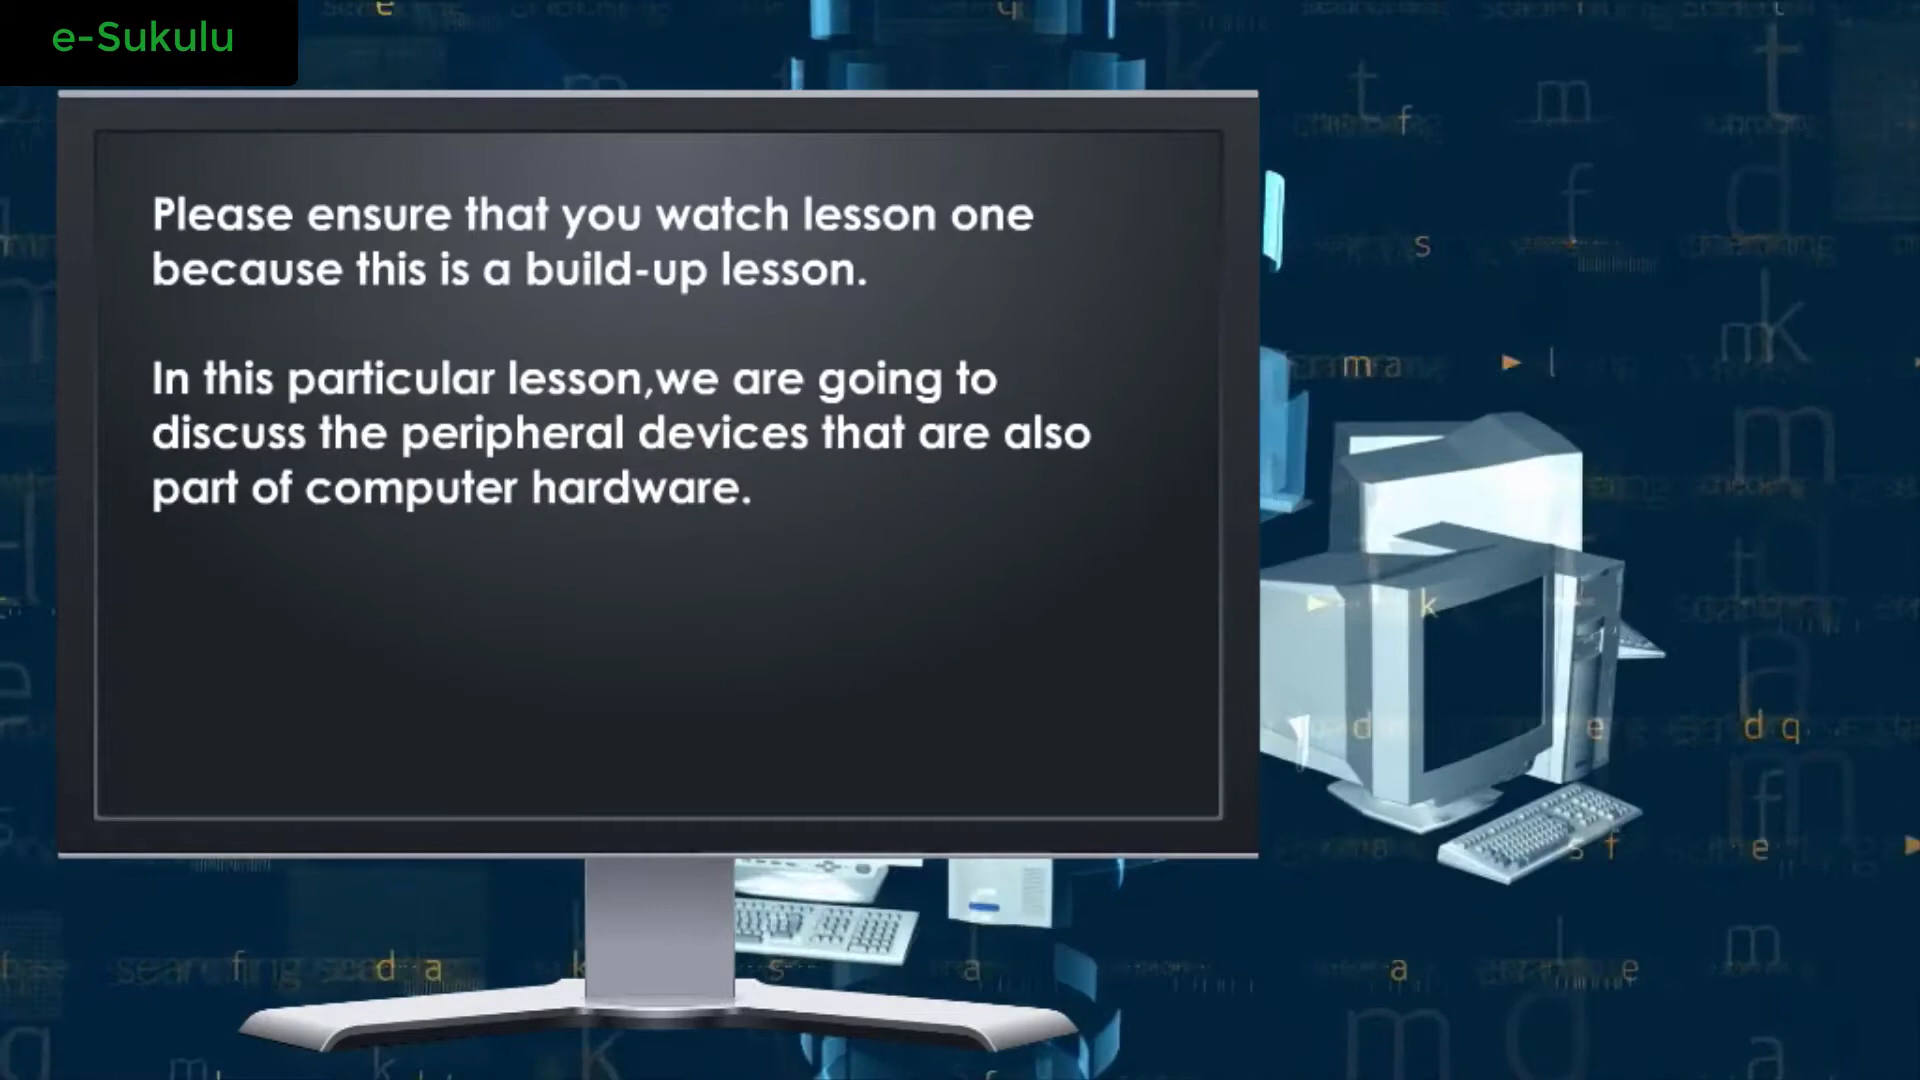 e-Sukulu
Please ensure that you watch lesson one
because this is a build-up lesson.
In this particular lesson,we are going to
discuss the peripheral devices that are also
part of computer hardware.